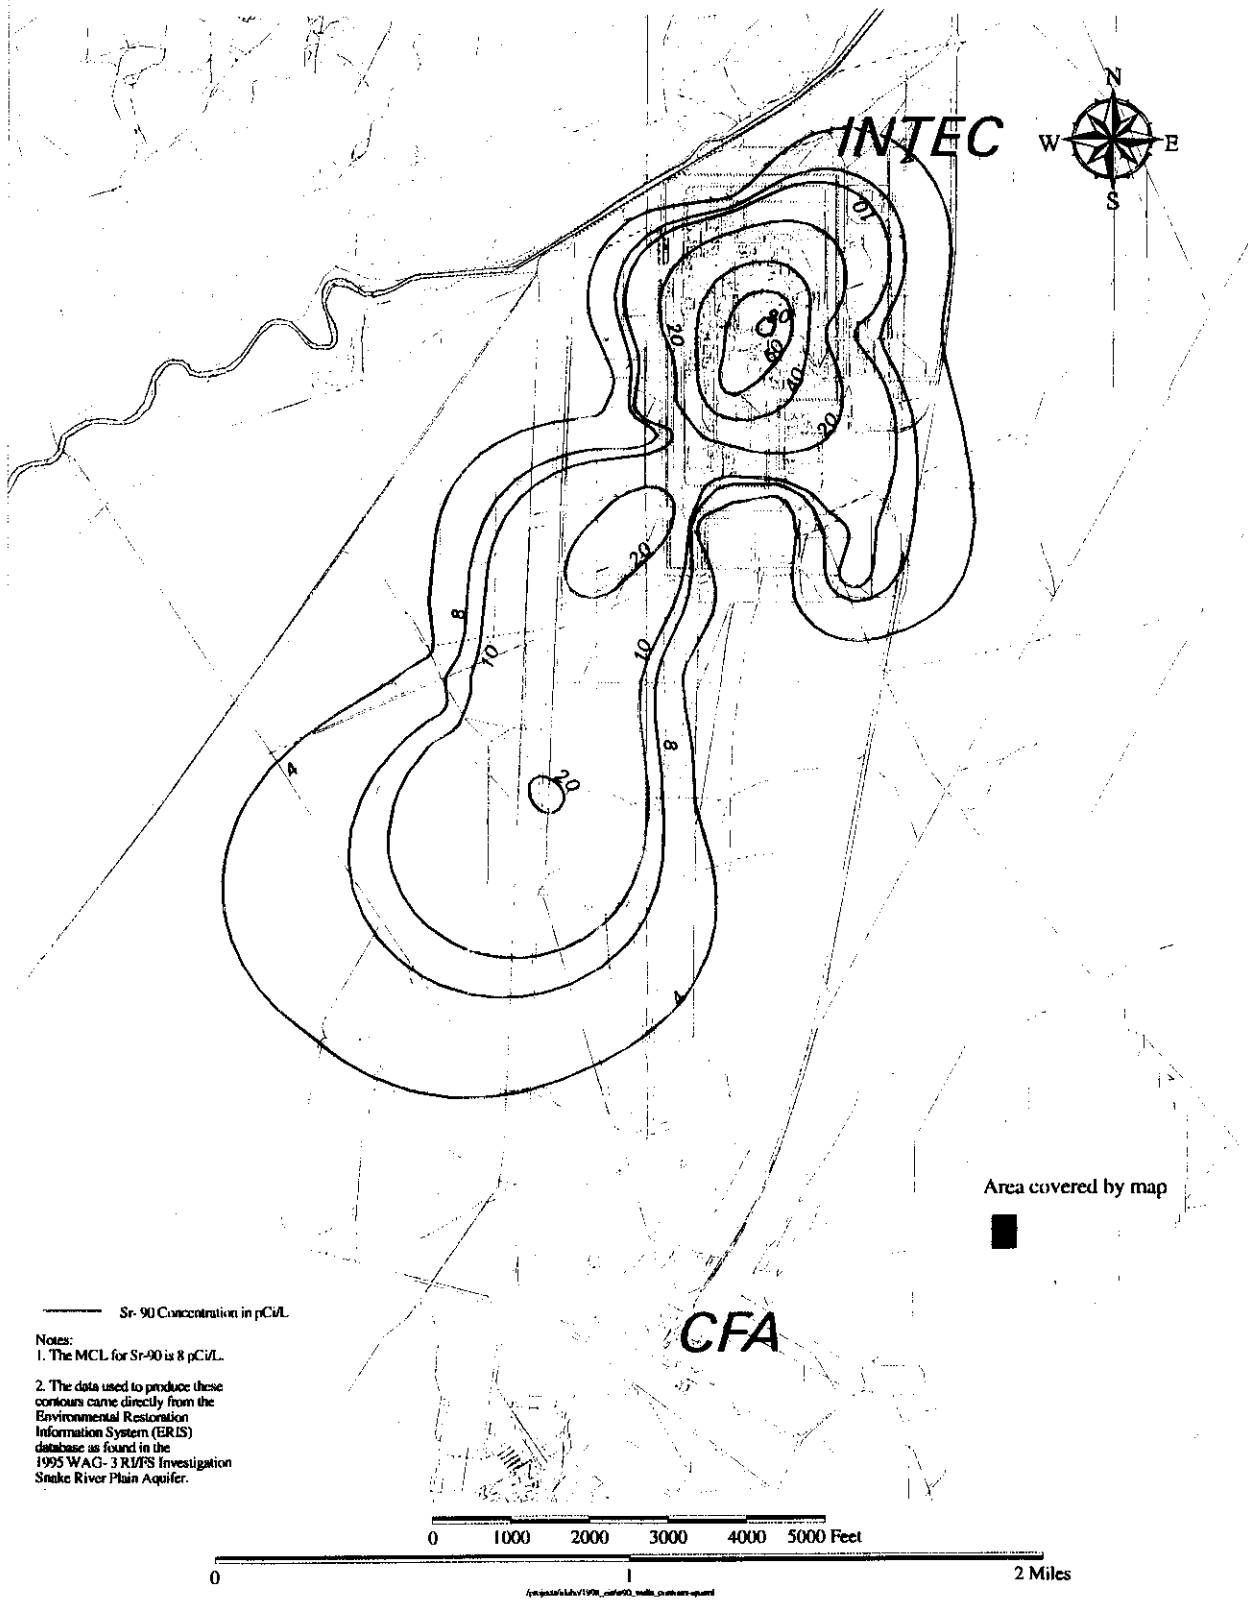 N
INTEC
W E
S
10
80
20
60
40
20
20
8
10
10
8
4
20
4
Area covered by map
Sr- 90 Concentration in pCi/L
CFA
Notes:
1. The MCL for Sr-90 is 8 pCi/L.
2. The data used to produce these
contours came directly from the
Environmental Restoration
Information System (ERIS)
database as found in the
1995 WAG- 3 RI/FS Investigation
Snake River Plain Aquifer.
0 1000 2000 3000 4000 5000 Feet
0 1 2 Miles